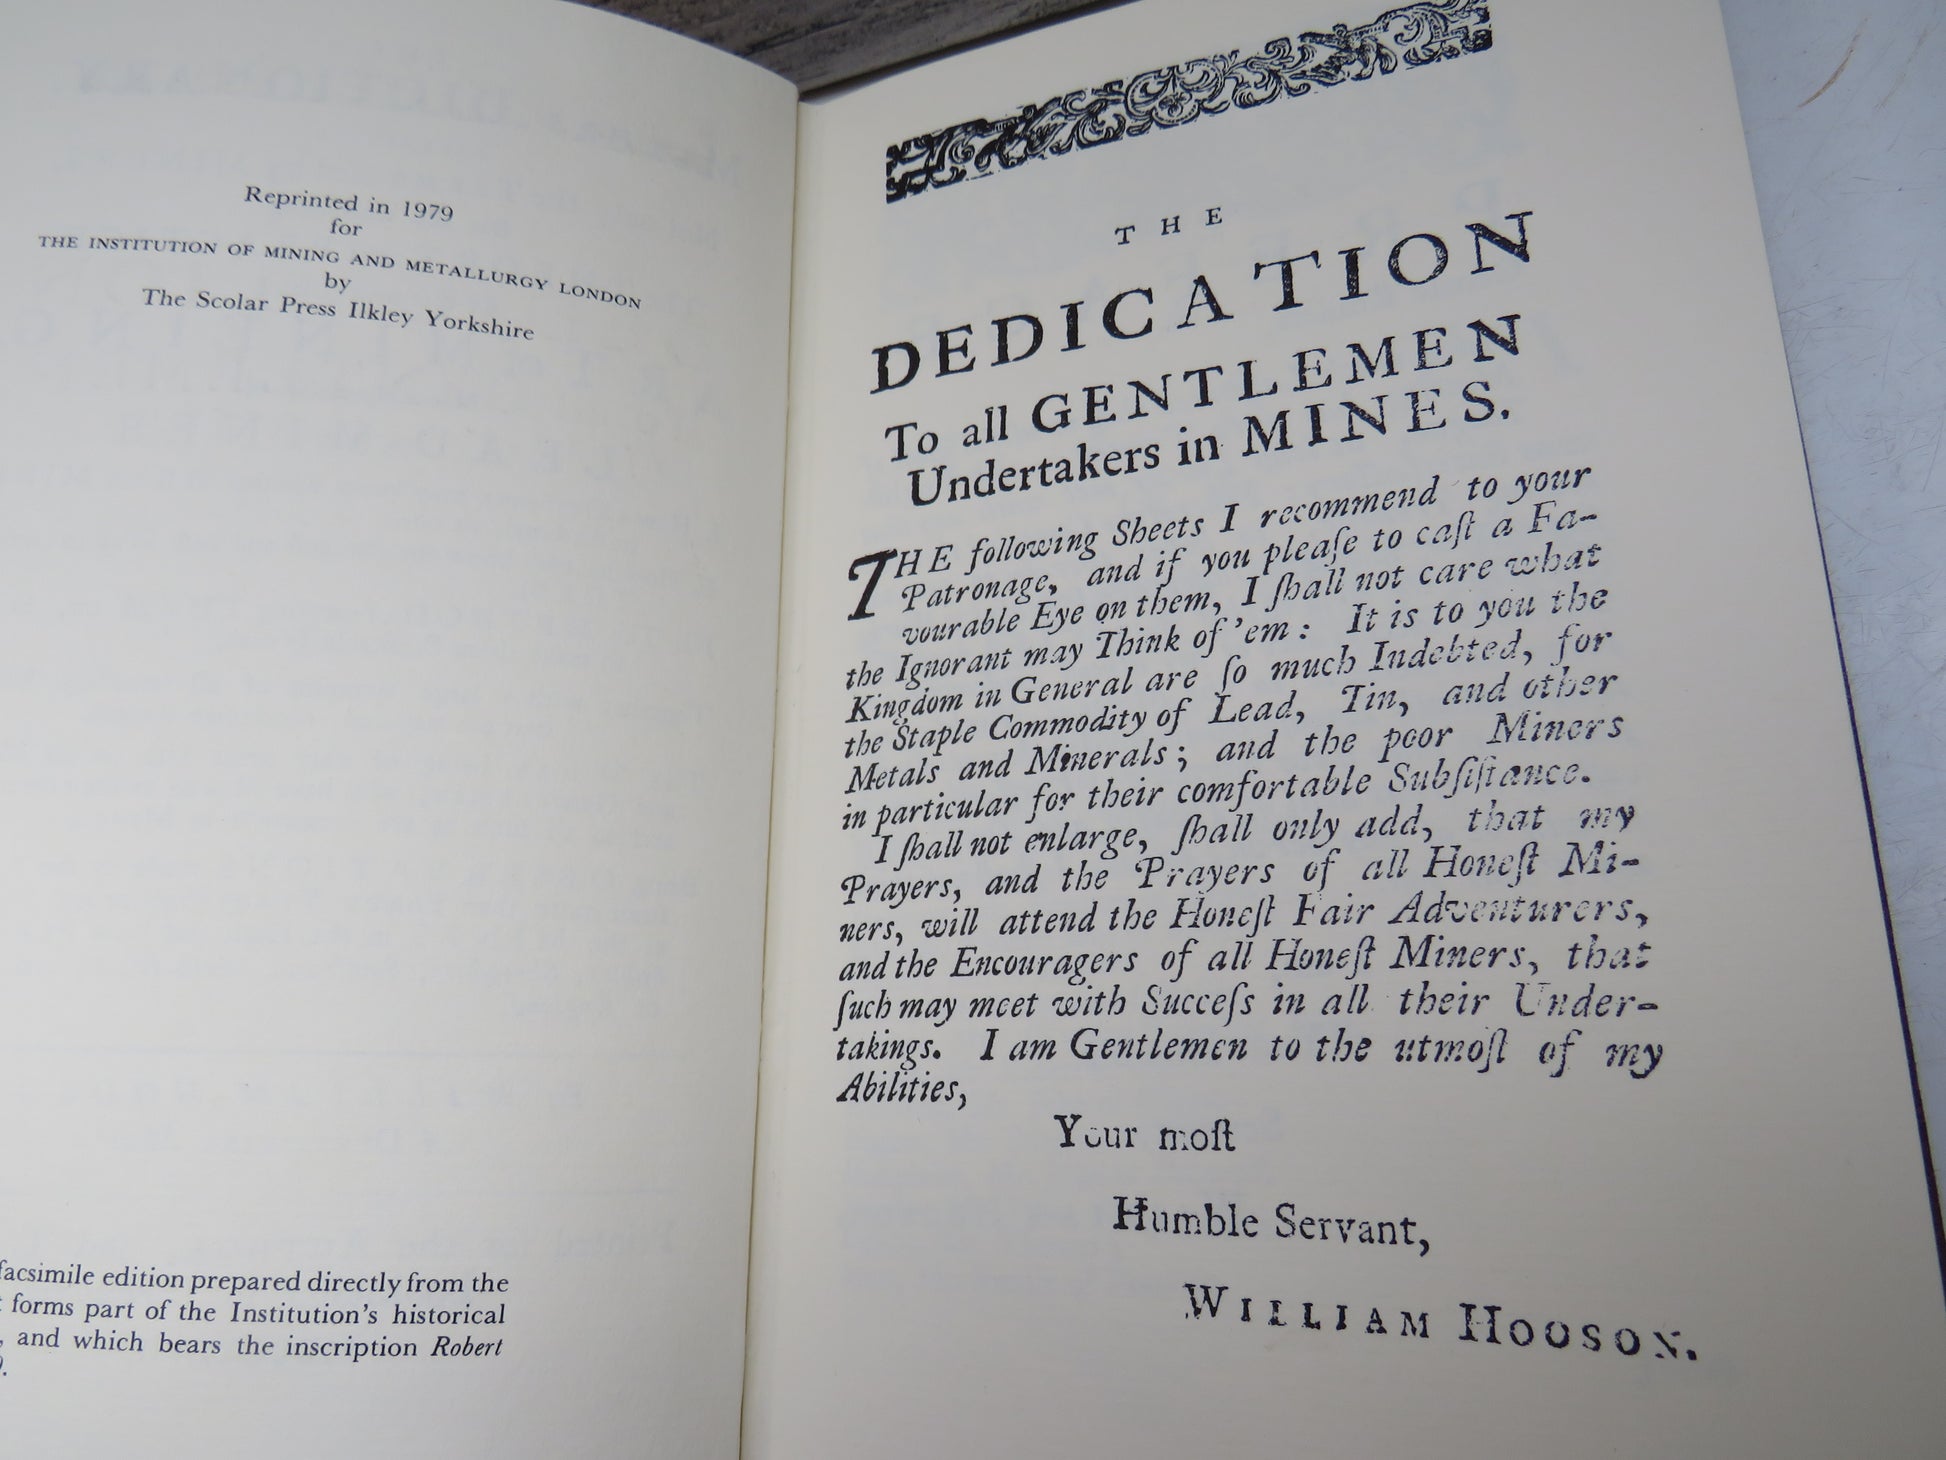 Reprinted in 1979
for
THE INSTITUTION OF MINING AND METALLURGY LONDON
by
The Scolar Press Ilkley Yorkshire
facsimile edition prepared directly from the
forms part of the Institution's historical
, and which bears the inscription Robert
THE
DEDICATION
To all GENTLEMEN
Undertakers in MINES.
THE following Sheets I recommend to your
Patronage, and if you pleaſe to caſt a Fa-
vourable Eye on them, I ſhall not care what
the Ignorant may Think of 'em: It is to you the
Kingdom in General are ſo much Indebted, for
the Staple Commodity of Lead, Tin, and other
Metals and Minerals; and the poor Miners
in particular for their comfortable Subſiſtance.
I ſhall not enlarge, ſhall only add, that my
Prayers, and the Prayers of all Honeſt Mi-
ners, will attend the Honeſt Fair Adventurers,
and the Encouragers of all Honeſt Miners, that
ſuch may meet with Succeſs in all their Under-
takings. I am Gentlemen to the utmoſt of my
Abilities,
Your moſt
Humble Servant,
WILLIAM HOOSON.